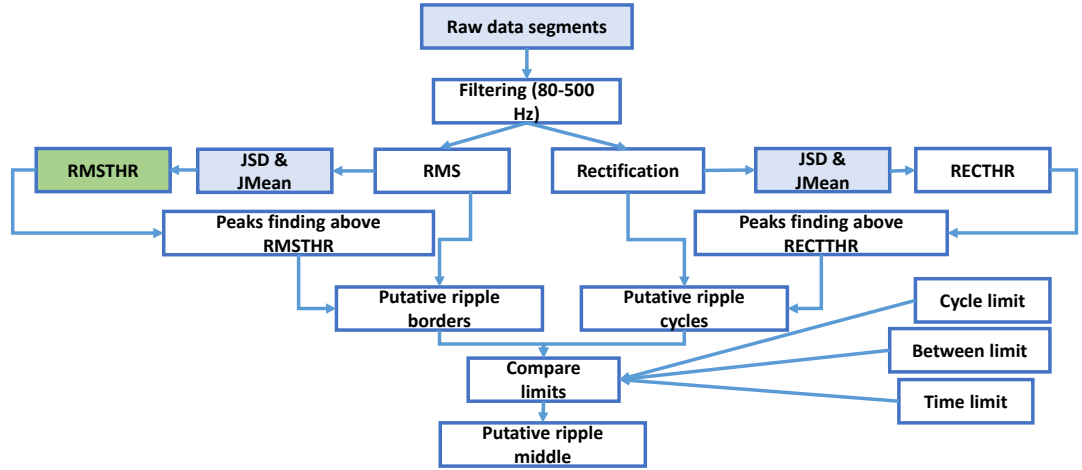 Raw data segments
Filtering (80-500
Hz)
RMSTHR
JSD &
JMean
RMS
Rectification
JSD &
JMean
RECTHR
Peaks finding above
RMSTHR
Peaks finding above
RECTTHR
Putative ripple
borders
Putative ripple
cycles
Cycle limit
Between limit
Compare
limits
Time limit
Putative ripple
middle